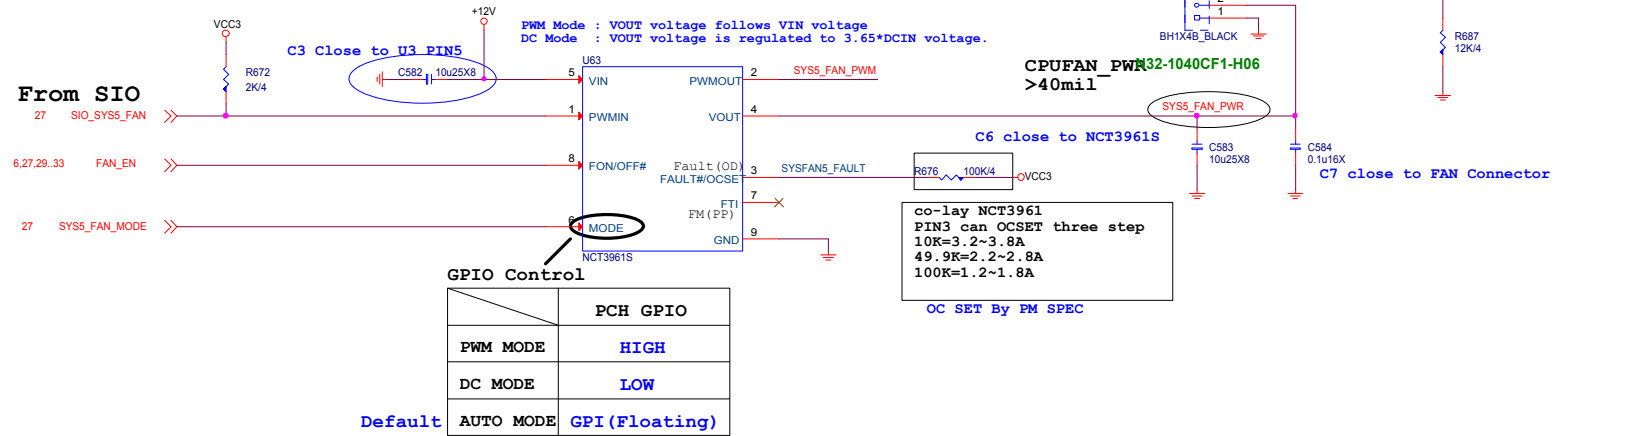 +12V
VCC3
PWM Mode : VOUT voltage follows VIN voltage
DC Mode : VOUT voltage is regulated to 3.65*DCIN voltage.
2
1
BH1X4B_BLACK
N32-1040CF1-H06
R687
12K/4
C3 Close to U3 PIN5
R672
2K/4
C582
10u25X8
U63
5
VIN
PWMOUT
2
SYS5_FAN_PWM
CPUFAN_PWR
>40mil
From SIO
27
SIO_SYS5_FAN
1
PWMIN
VOUT
4
SYS5_FAN_PWR
C6 close to NCT3961S
C583
10u25X8
C584
0.1u16X
C7 close to FAN Connector
6,27,29..33
FAN_EN
8
FON/OFF#
Fault(OD)
FAULT#/OCSET
3
SYSFAN5_FAULT
R676
100K/4
VCC3
FTI
7
FM(PP)
27
SYS5_FAN_MODE
6
MODE
GND
9
NCT3961S
co-lay NCT3961
PIN3 can OCSET three step
10K=3.2~3.8A
49.9K=2.2~2.8A
100K=1.2~1.8A
OC SET By PM SPEC
GPIO Control
PCH GPIO
PWM MODE
HIGH
DC MODE
LOW
Default
AUTO MODE
GPI(Floating)